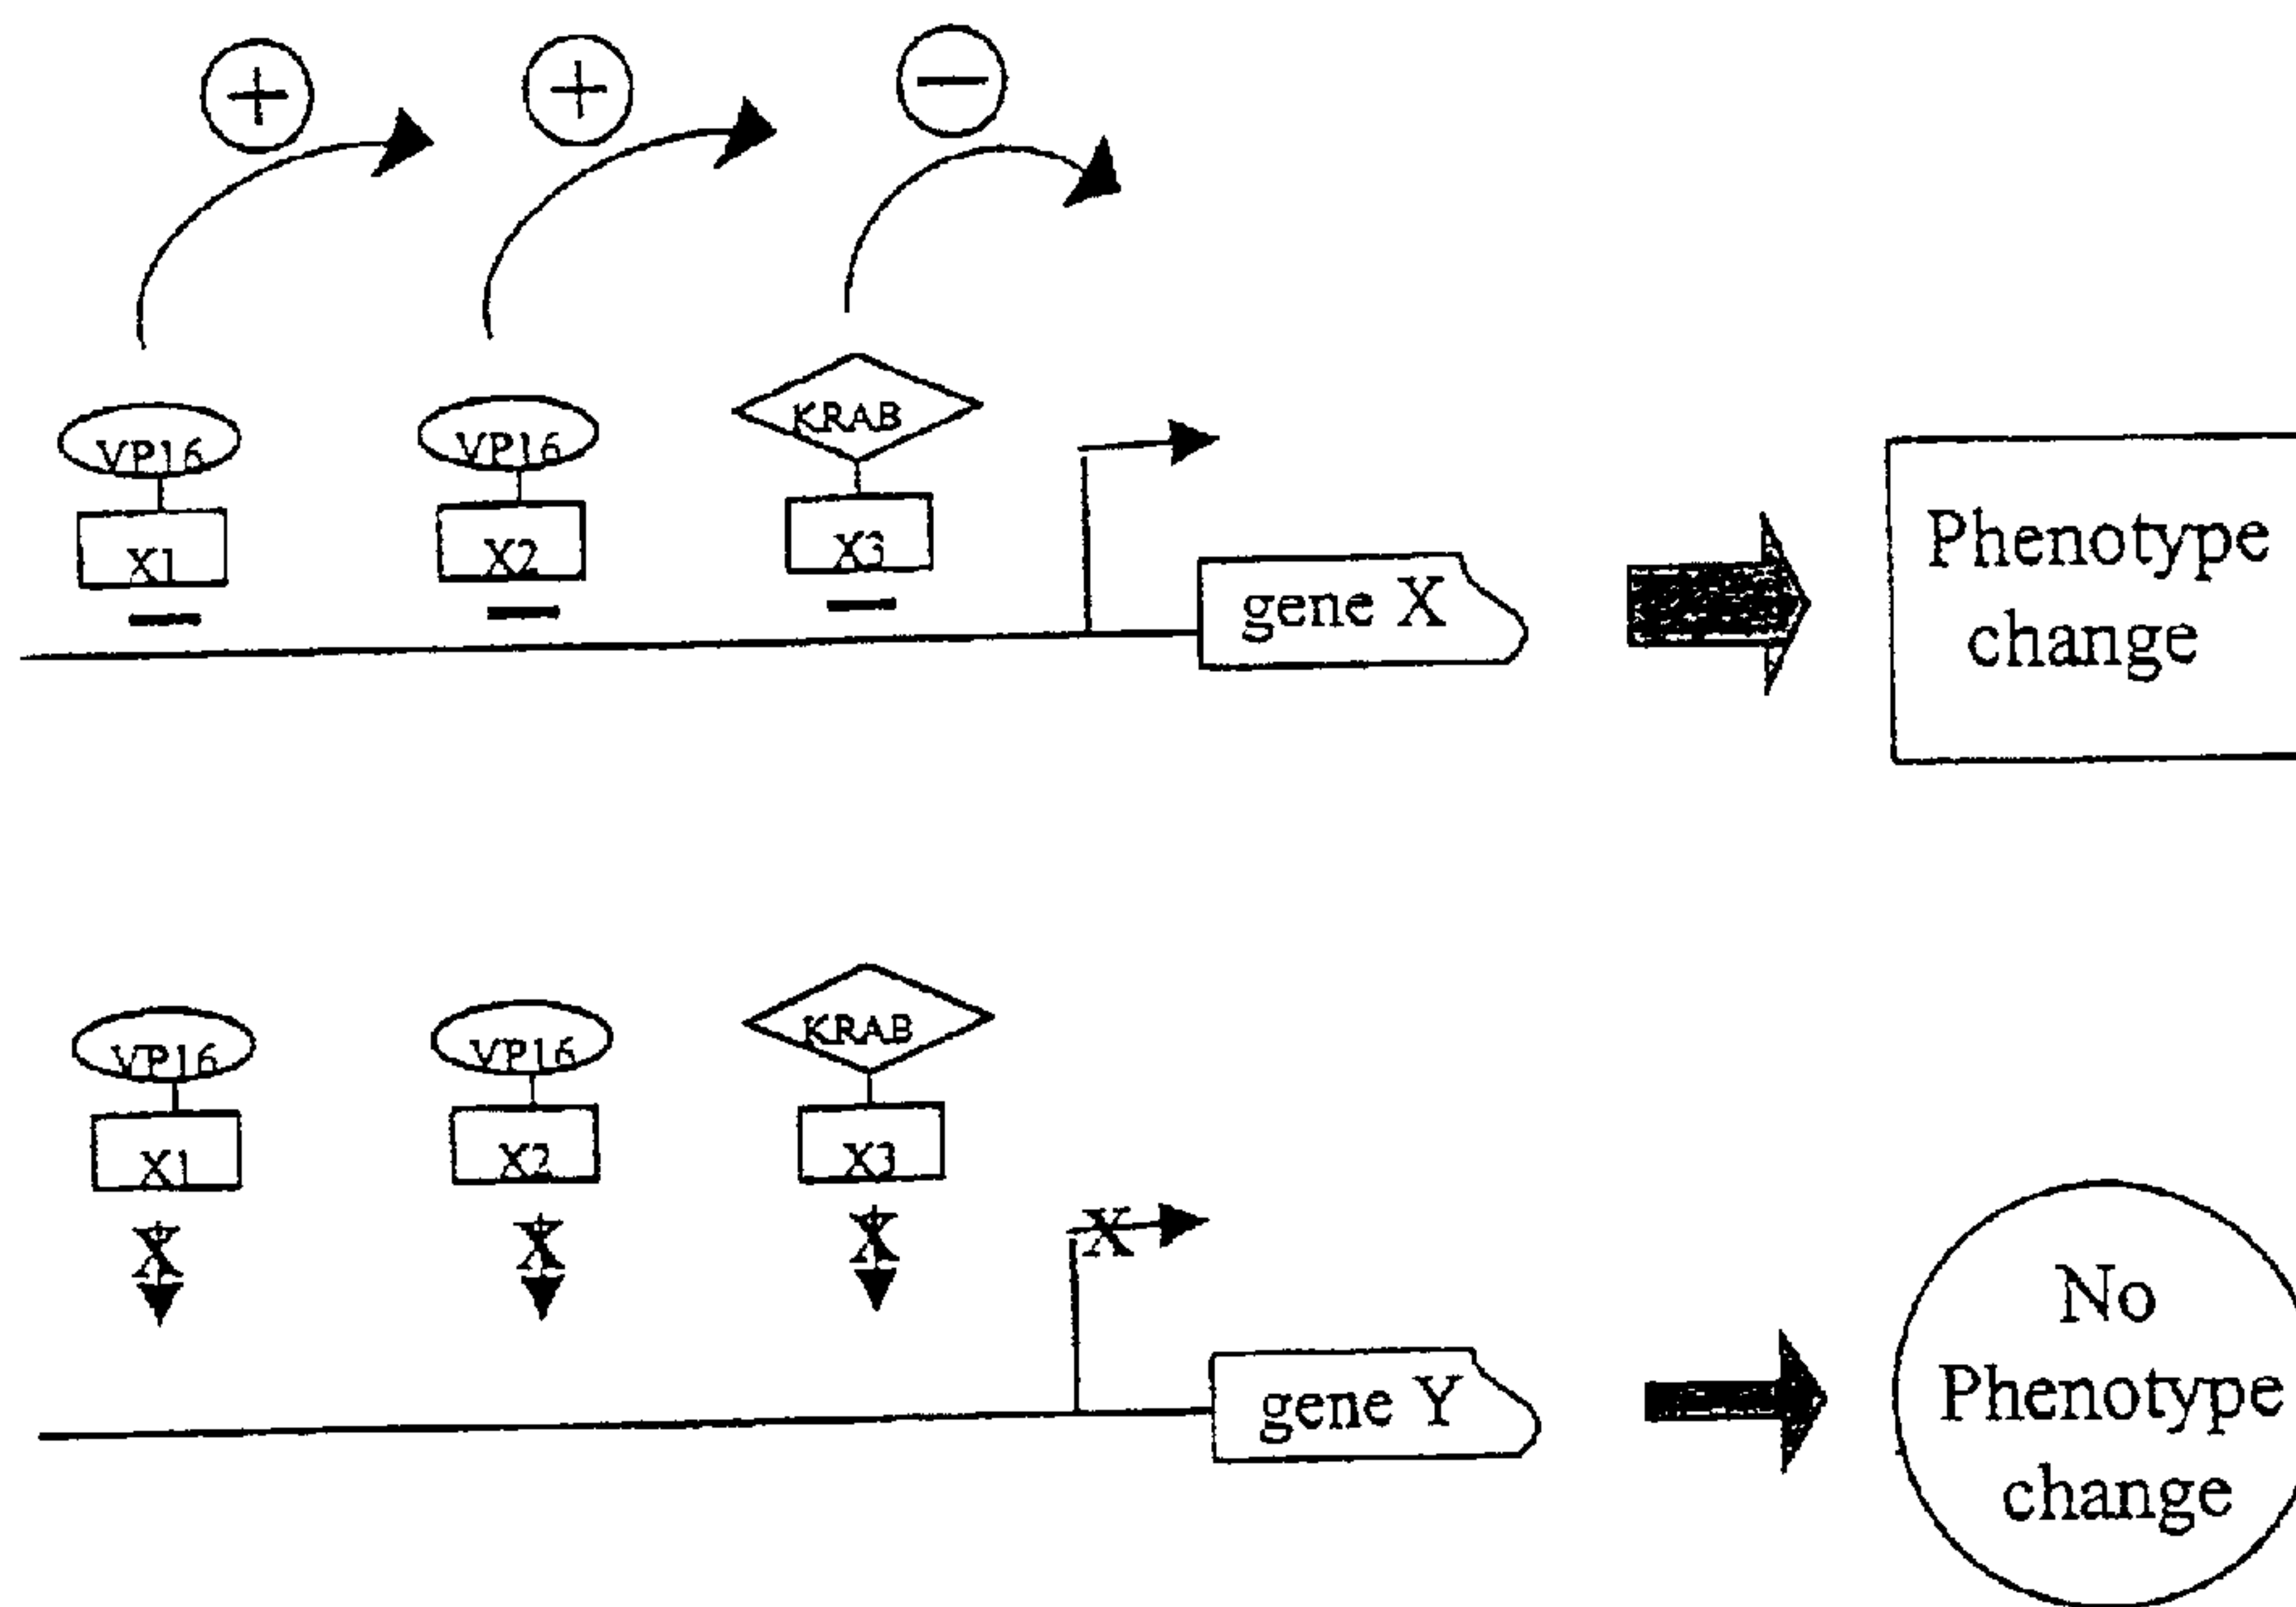 +
+
−
VP16
VP16
KRAB
X1
X2
X3
gene X
Phenotype
change
VP16
VP16
KRAB
X1
X2
X3
X
X
X
X
gene Y
No
Phenotype
change